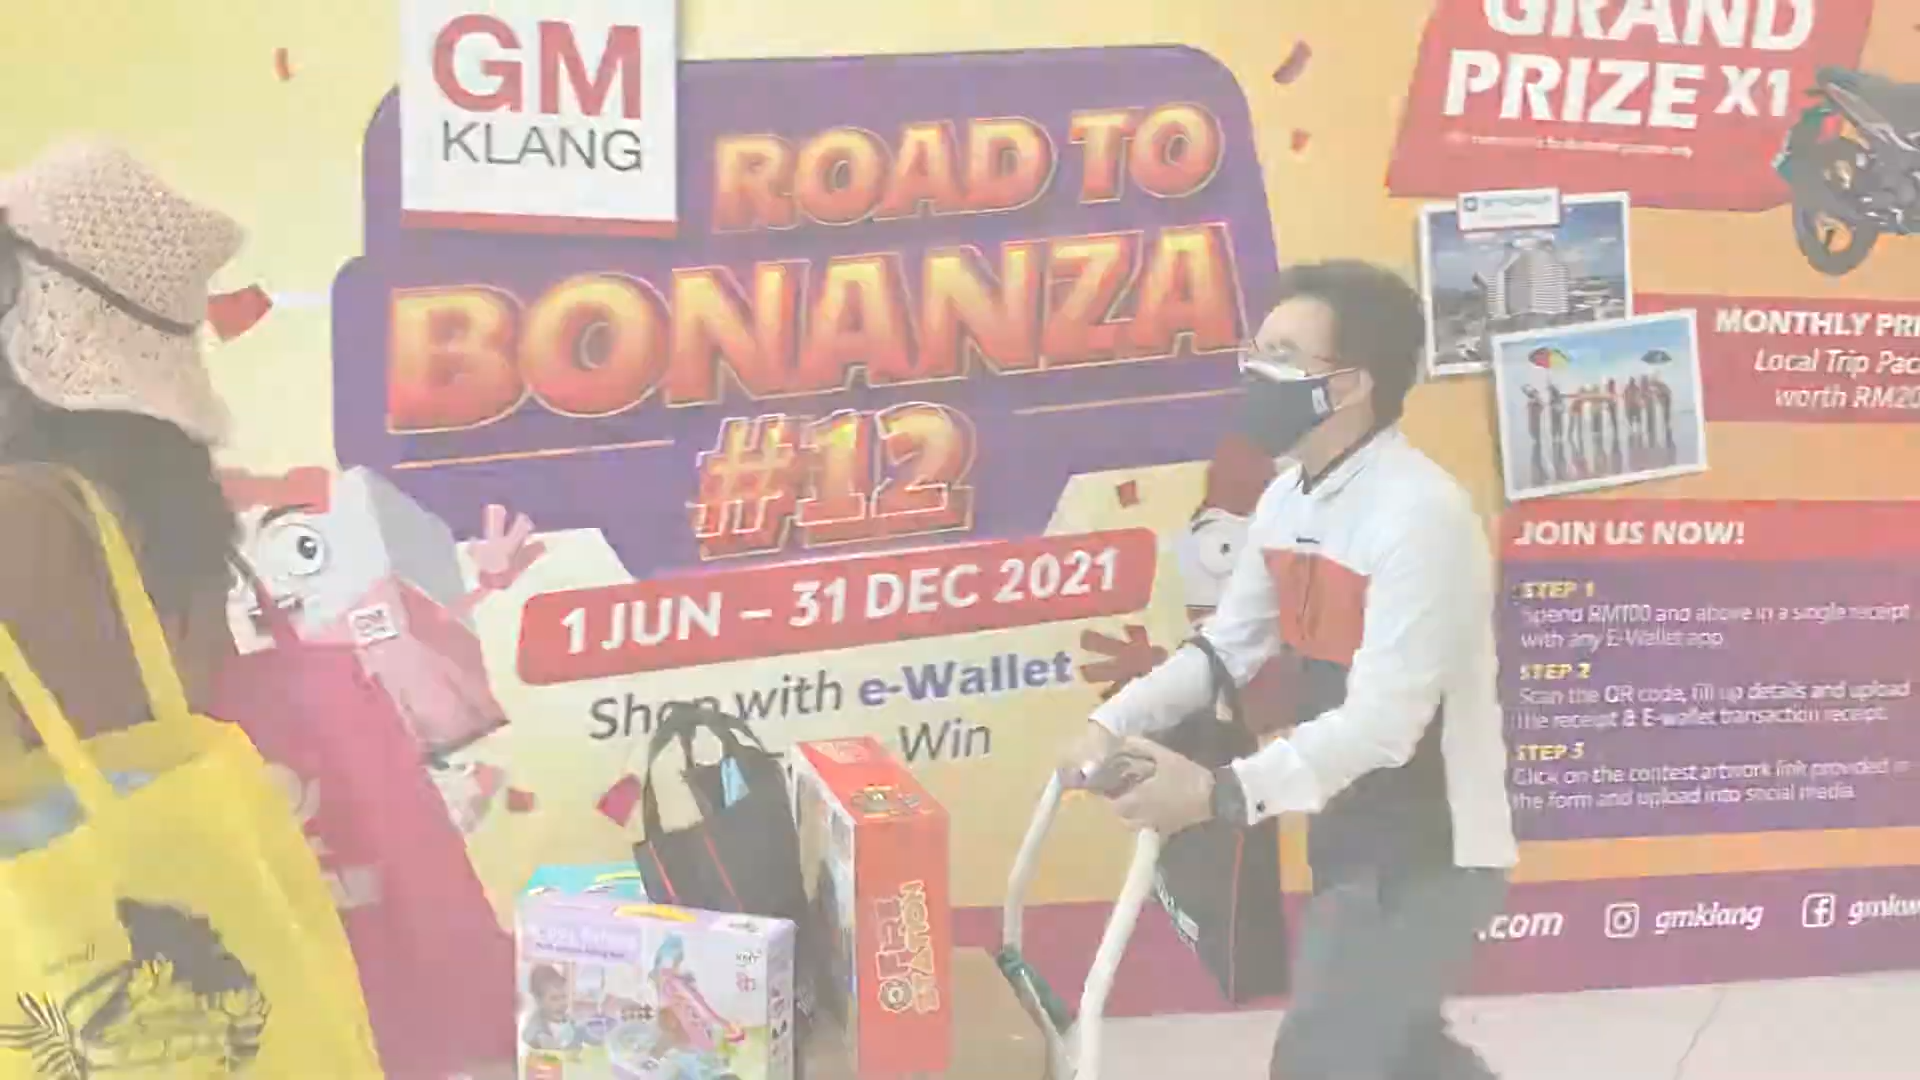 GM
KLANG
ROAD TO
BONANZA
#12
1 JUN – 31 DEC 2021
Shop with e-Wallet
Win
GRAND
PRIZE X1
MONTHLY PRI
Local Trip Pac
worth RM20
JOIN US NOW!
STEP 1
Spend RM100 and above in a single receipt
with any E-Wallet app.
STEP 2
Scan the QR code, fill up details and upload
the receipt & E-wallet transaction receipt.
STEP 3
Click on the contest artwork link provided in
the form and upload into social media.
.com gmklang gmkw
GM
OFFICE
STATION